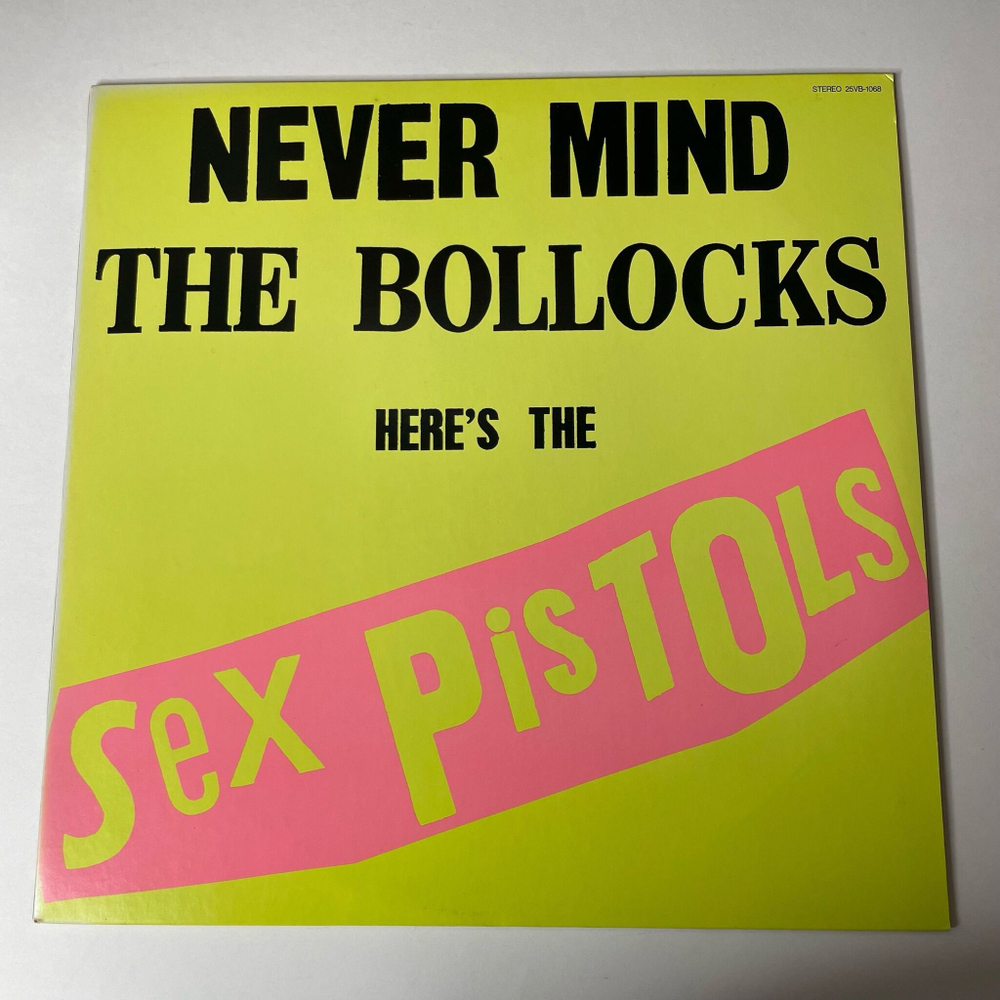 STEREO 25VB-1068
NEVER MIND
THE BOLLOCKS
HERE'S THE
Sex PiSTOLS